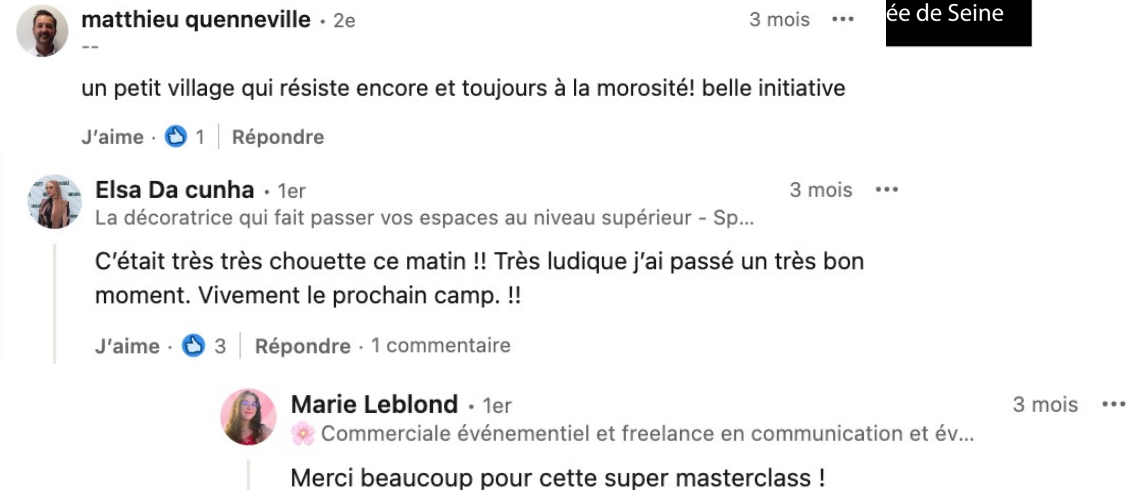 matthieu quenneville · 2e
3 mois ···
ée de Seine
--
un petit village qui résiste encore et toujours à la morosité! belle initiative
J’aime · 1 | Répondre
Elsa Da cunha · 1er
3 mois ···
La décoratrice qui fait passer vos espaces au niveau supérieur - Sp...
C’était très très chouette ce matin !! Très ludique j’ai passé un très bon
moment. Vivement le prochain camp. !!
J’aime · 3 | Répondre · 1 commentaire
Marie Leblond · 1er
3 mois ···
🌸 Commerciale événementiel et freelance en communication et év...
Merci beaucoup pour cette super masterclass !